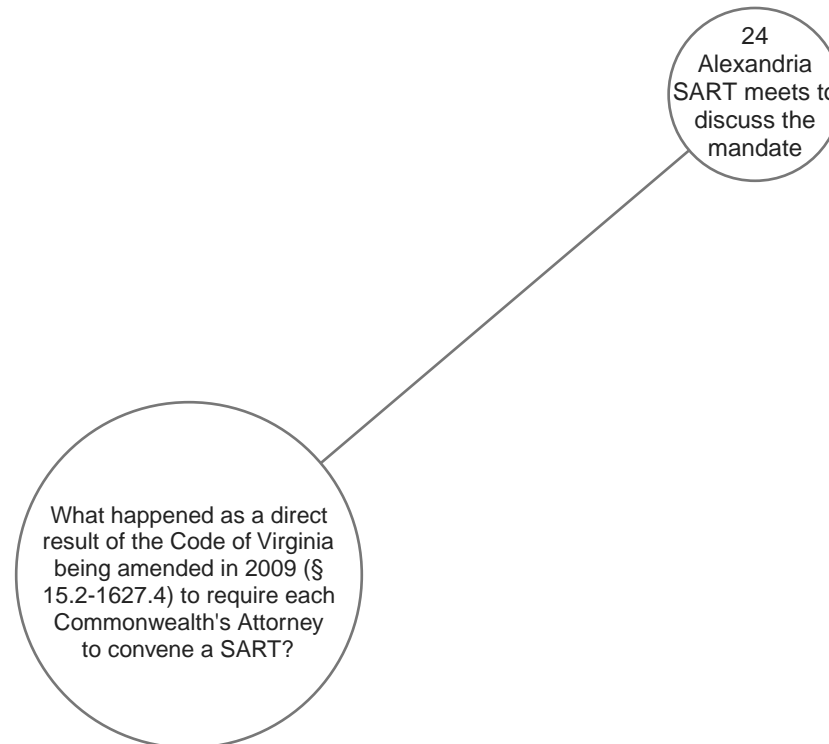 24
Alexandria
SART meets to
discuss the
mandate
What happened as a direct
result of the Code of Virginia
being amended in 2009 (§
15.2-1627.4) to require each
Commonwealth's Attorney
to convene a SART?